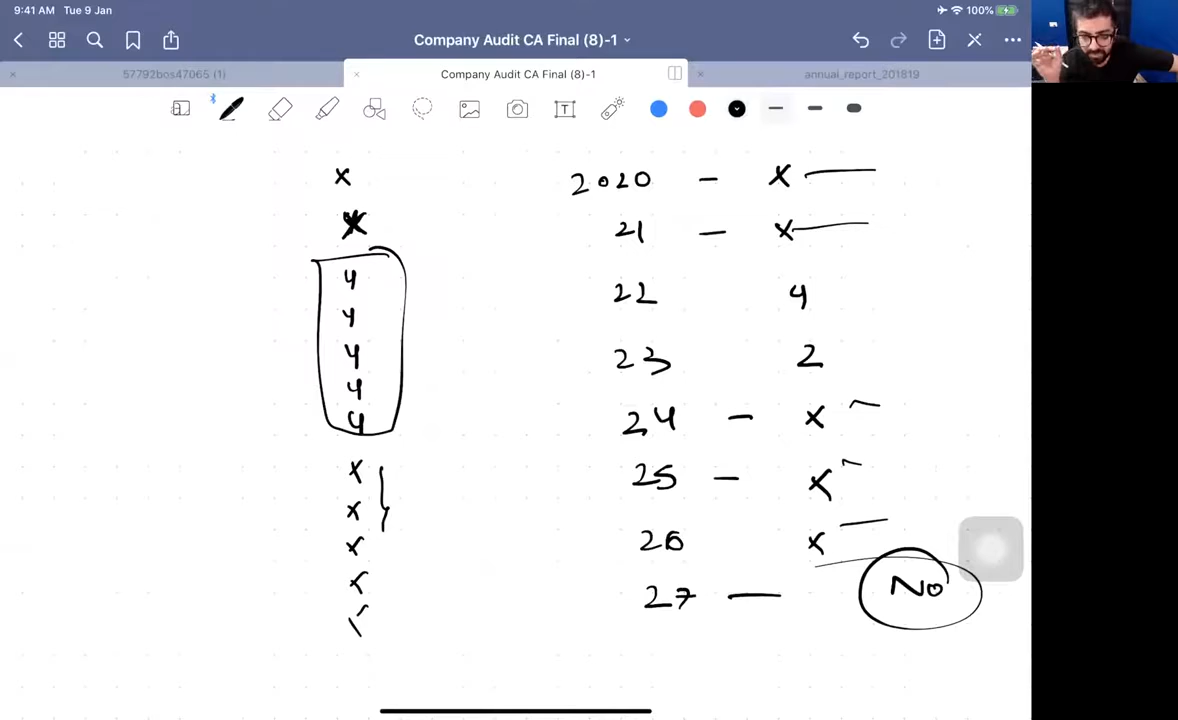 9:41 AM Tue 9 Jan
100%
Company Audit CA Final (8)-1
57792bos47065 (1)
Company Audit CA Final (8)-1
annual_report_201819
T
x
x
4
4
4
4
4
x
x
x
x
2020 - x
21 - x
22 4
23 2
24 - x
25 - x
26 x
27 — No